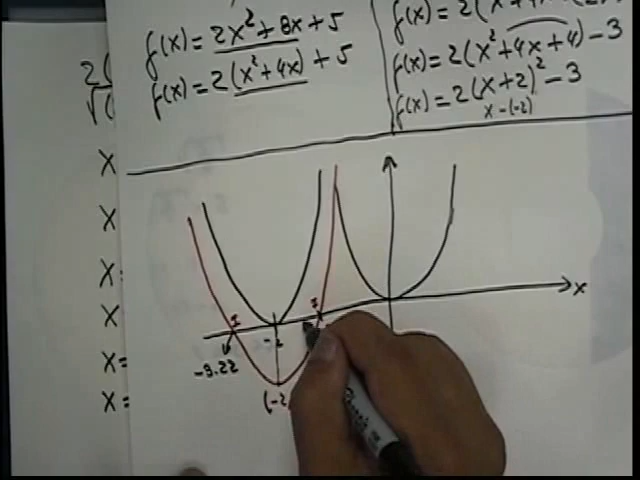 f(x) = 2x² + 8x + 5
f(x) = 2(x² + 4x) + 5
f(x) = 2(x² + 4x + 4) - 3
f(x) = 2(x + 2)² - 3
x - (-2)
2(
√(
x
x
x=
x
x=
x=
x
-2
-3.22
(-2